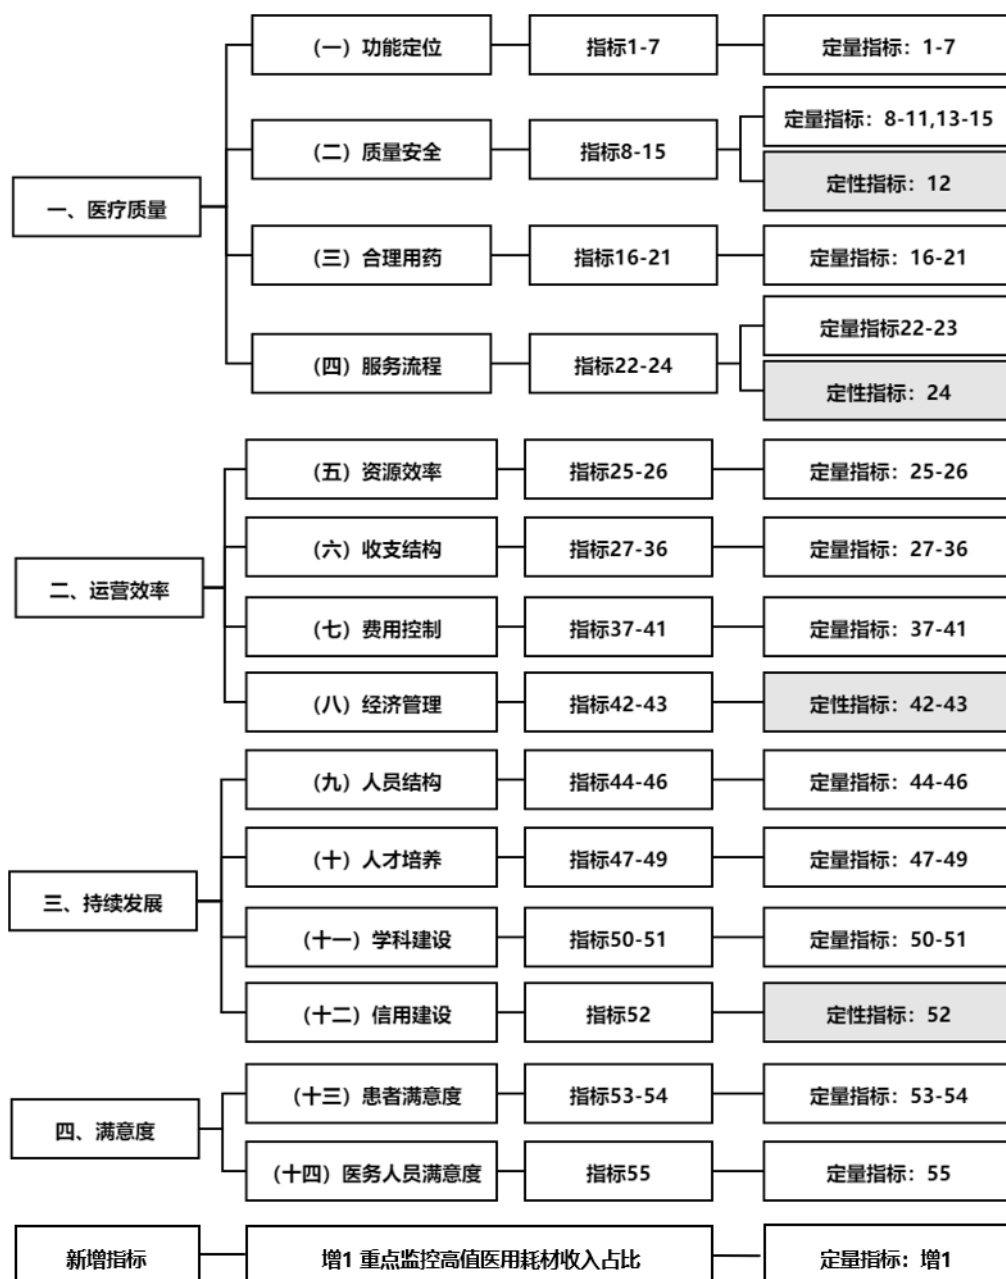 一、医疗质量
（一）功能定位
指标1-7
定量指标：1-7
（二）质量安全
指标8-15
定量指标：8-11,13-15
定性指标：12
（三）合理用药
指标16-21
定量指标：16-21
（四）服务流程
指标22-24
定量指标22-23
定性指标：24
二、运营效率
（五）资源效率
指标25-26
定量指标：25-26
（六）收支结构
指标27-36
定量指标：27-36
（七）费用控制
指标37-41
定量指标：37-41
（八）经济管理
指标42-43
定性指标：42-43
三、持续发展
（九）人员结构
指标44-46
定量指标：44-46
（十）人才培养
指标47-49
定量指标：47-49
（十一）学科建设
指标50-51
定量指标：50-51
（十二）信用建设
指标52
定性指标：52
四、满意度
（十三）患者满意度
指标53-54
定量指标：53-54
（十四）医务人员满意度
指标55
定量指标：55
新增指标
增1 重点监控高值医用耗材收入占比
定量指标：增1